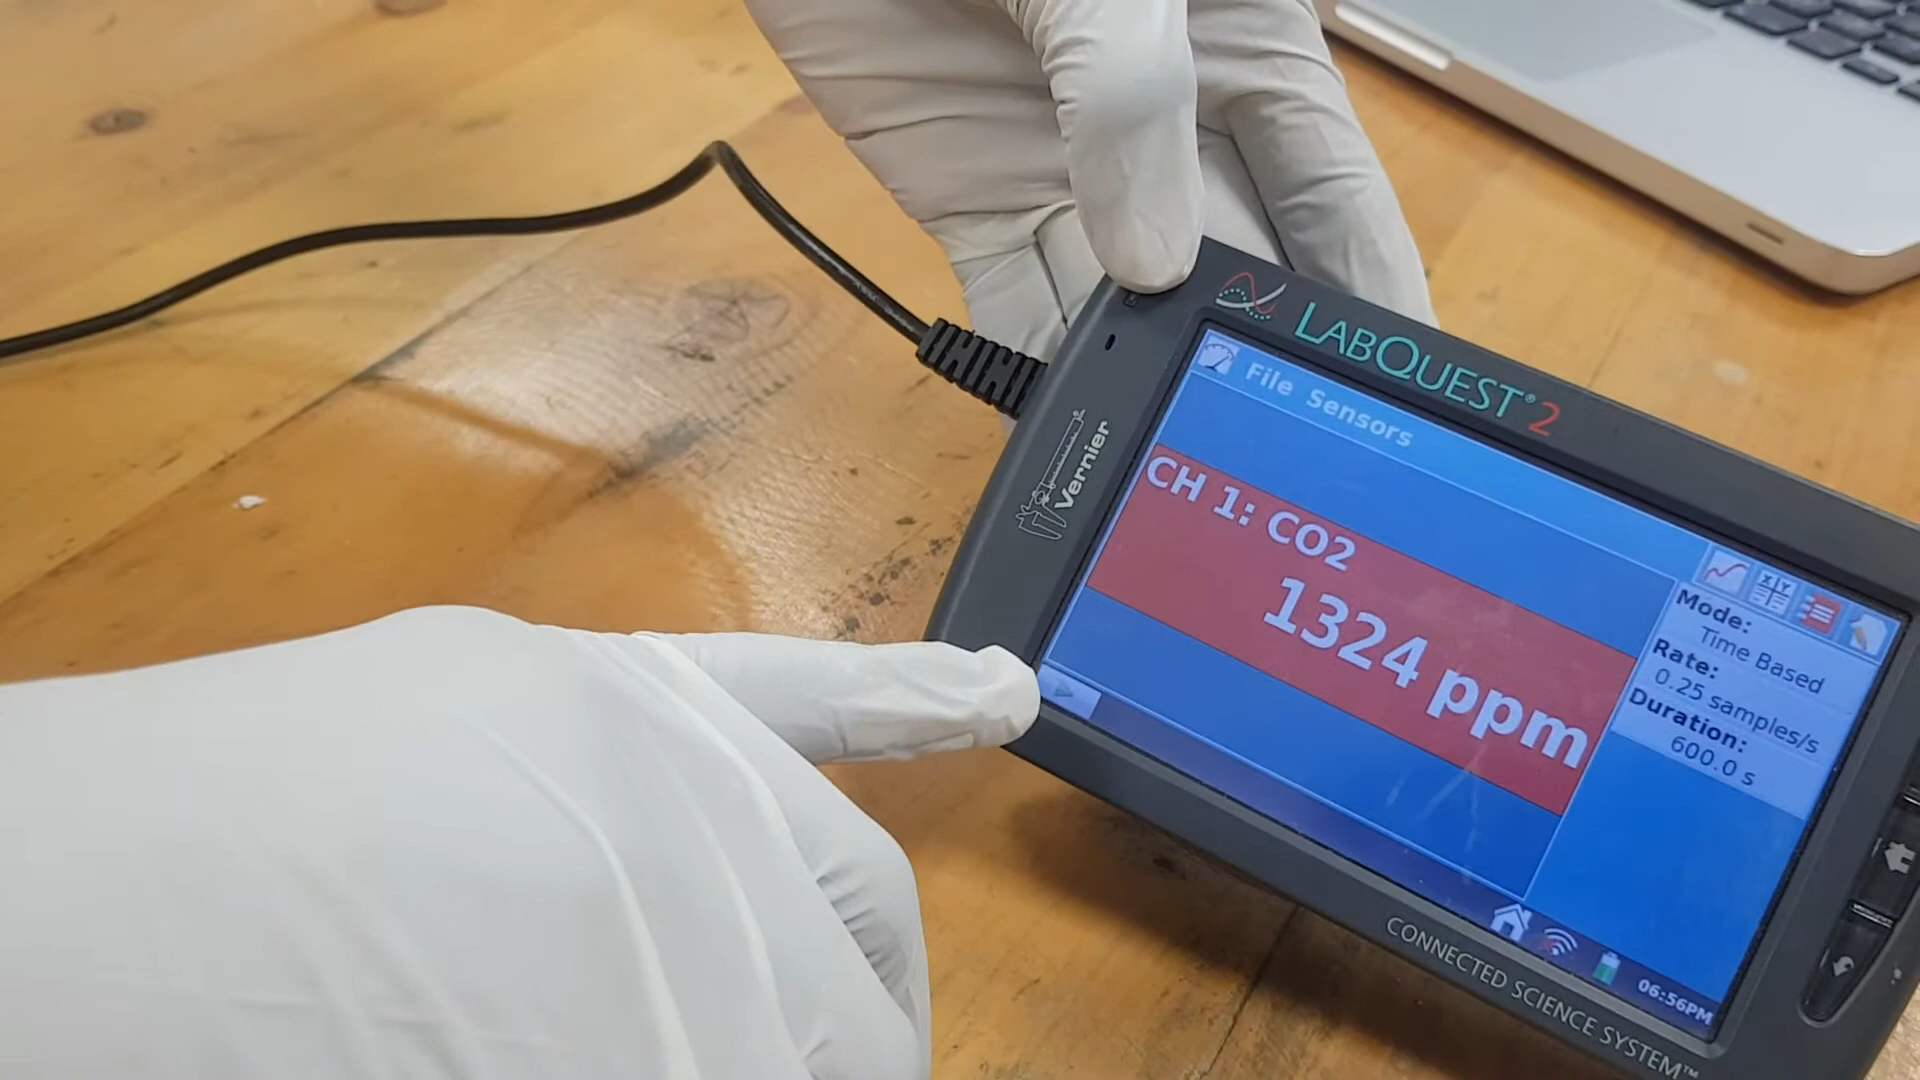 LABQUEST® 2
Vernier
File Sensors
CH 1: CO2
1324 ppm
Mode:
Time Based
Rate:
0.25 samples/s
Duration:
600.0 s
06:56PM
CONNECTED SCIENCE SYSTEM™